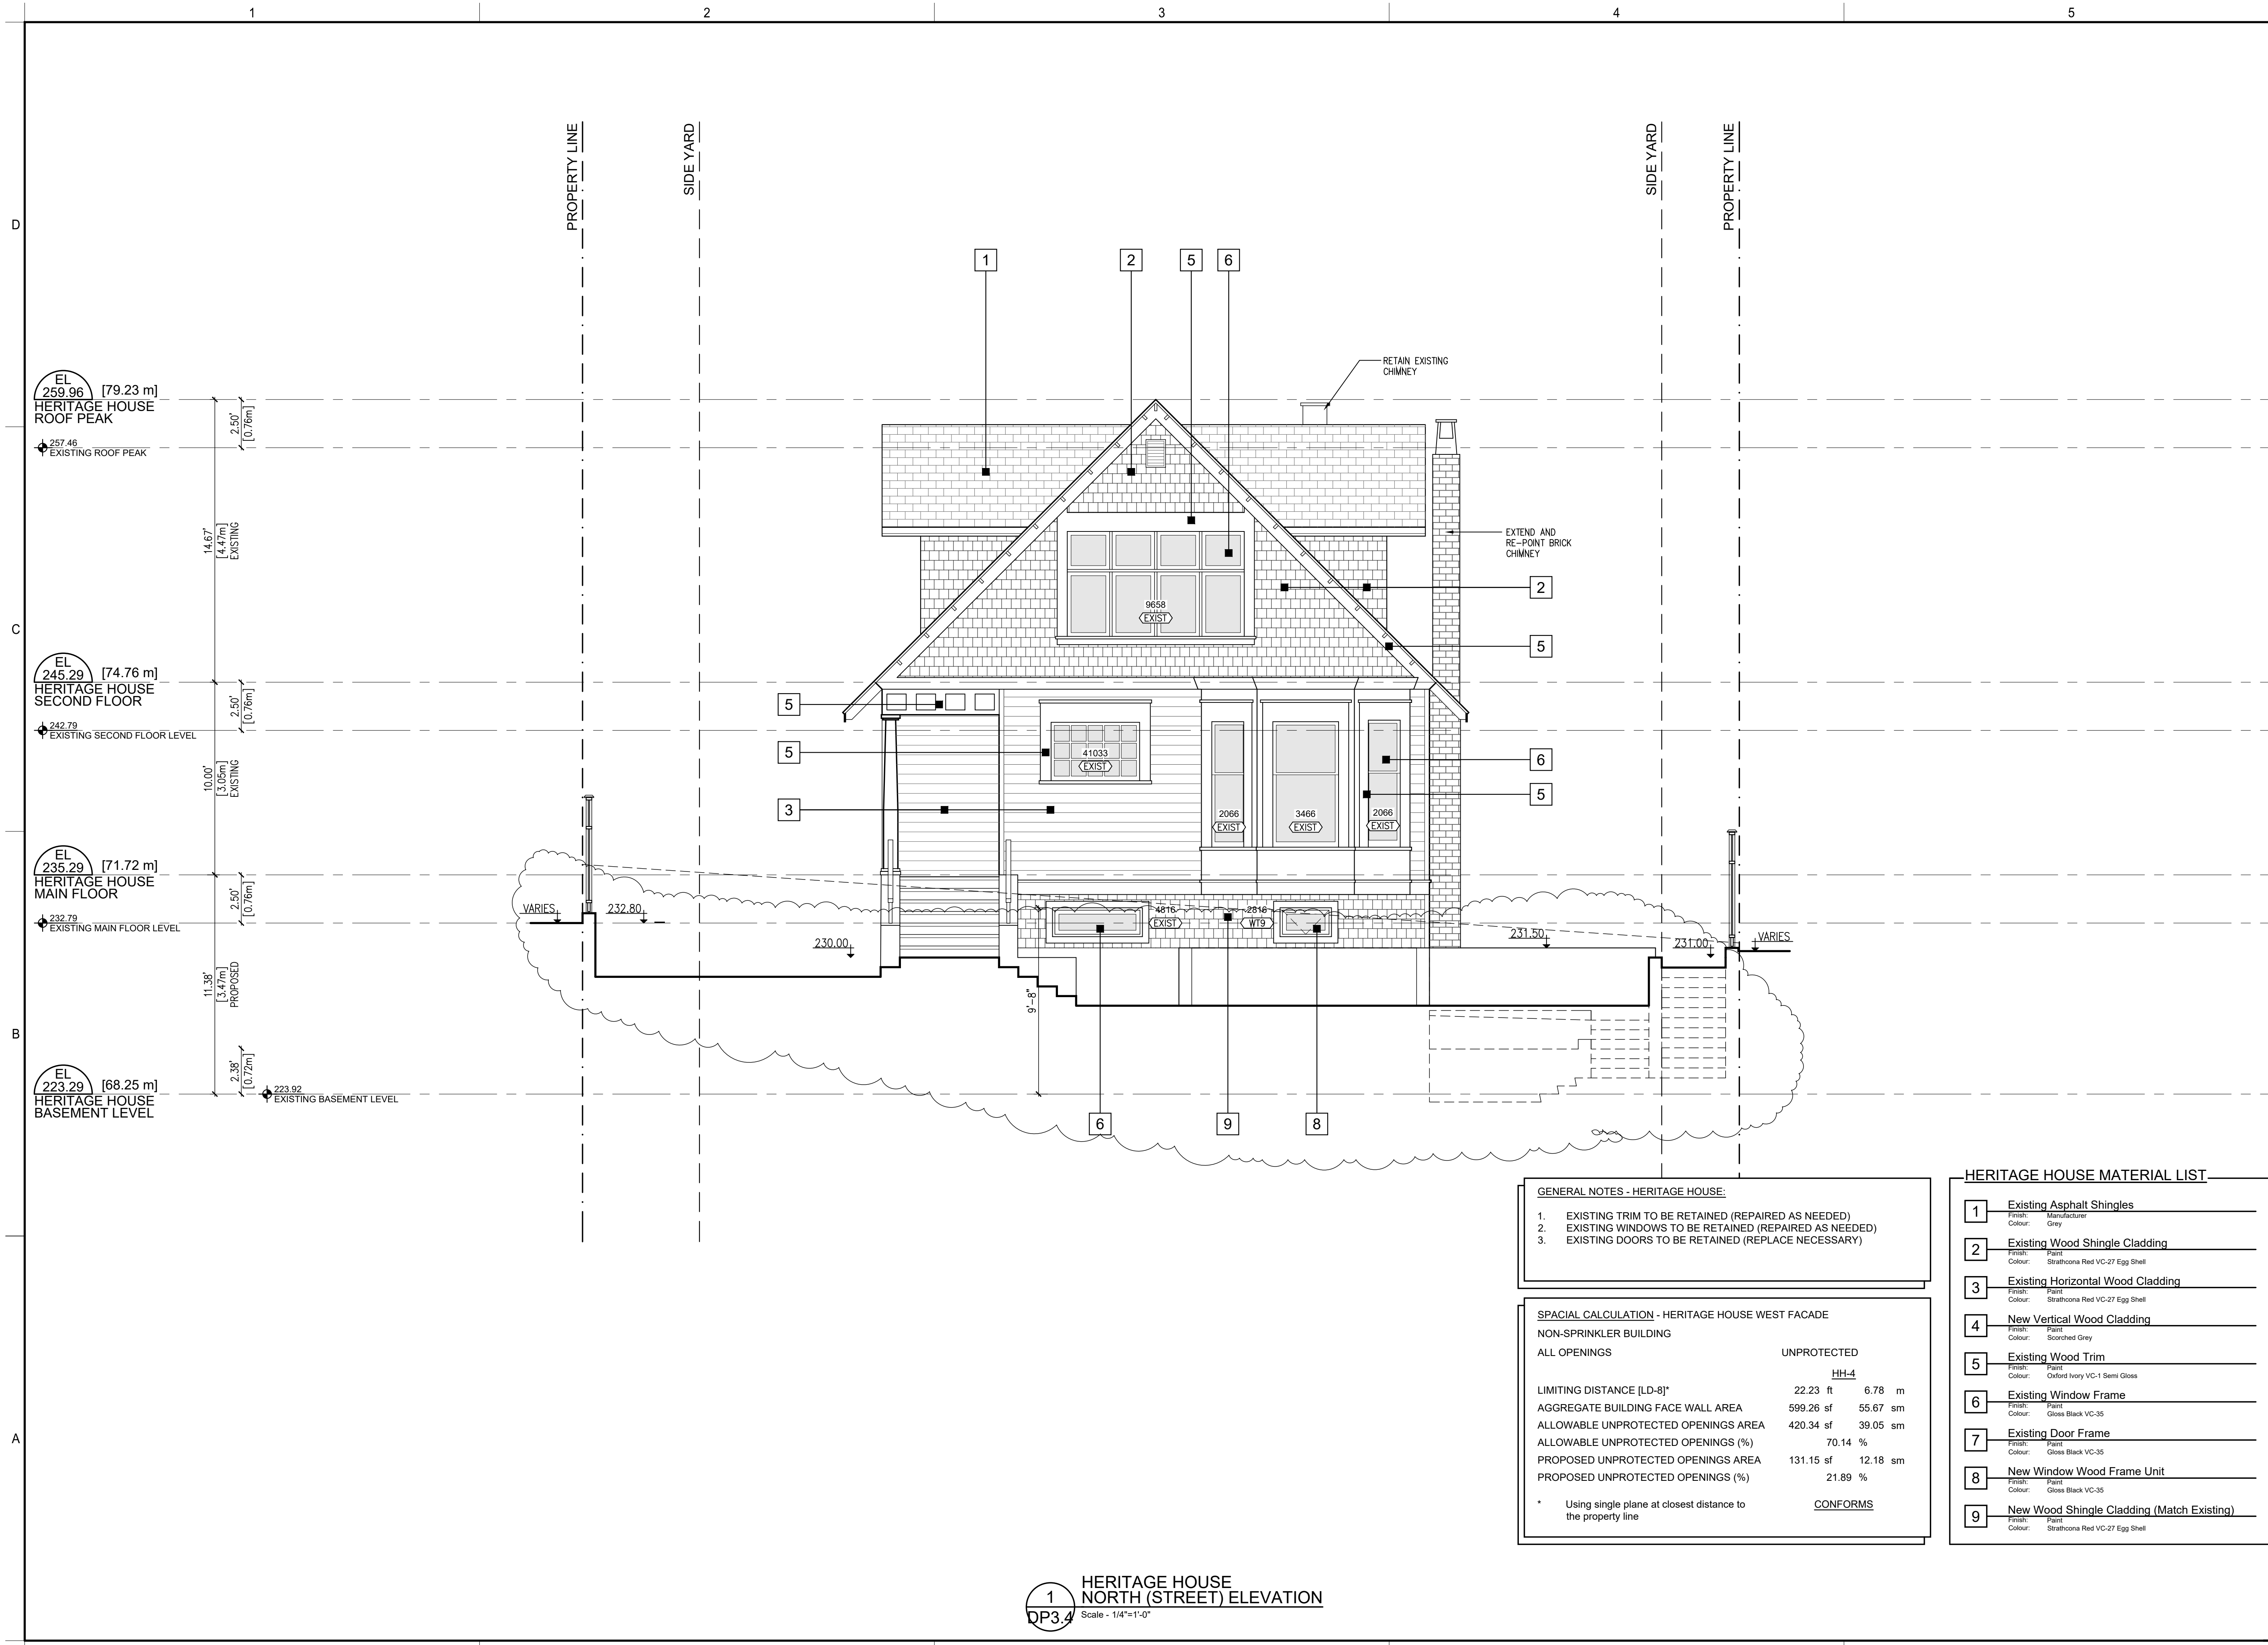 1
2
3
4
5
D
C
B
A
PROPERTY LINE
SIDE YARD
SIDE YARD
PROPERTY LINE
1
2
5
6
RETAIN EXISTING
CHIMNEY
EL
259.96
[79.23 m]
HERITAGE HOUSE
ROOF PEAK
257.46
EXISTING ROOF PEAK
2.50'
[0.76m]
14.67'
[4.47m]
EXISTING
EXTEND AND
RE-POINT BRICK
CHIMNEY
2
9658
EXIST
5
EL
245.29
[74.76 m]
HERITAGE HOUSE
SECOND FLOOR
242.79
EXISTING SECOND FLOOR LEVEL
2.50'
[0.76m]
10.00'
[3.05m]
EXISTING
5
5
41033
EXIST
6
5
3
2066
EXIST
3466
EXIST
2066
EXIST
EL
235.29
[71.72 m]
HERITAGE HOUSE
MAIN FLOOR
232.79
EXISTING MAIN FLOOR LEVEL
2.50'
[0.76m]
11.38'
[3.47m]
PROPOSED
VARIES
232.80
230.00
4816
EXIST
2816
WT9
231.50
231.00
VARIES
9'-8"
2.38'
[0.72m]
EL
223.29
[68.25 m]
HERITAGE HOUSE
BASEMENT LEVEL
223.92
EXISTING BASEMENT LEVEL
6
9
8
GENERAL NOTES - HERITAGE HOUSE:
1. EXISTING TRIM TO BE RETAINED (REPAIRED AS NEEDED)
2. EXISTING WINDOWS TO BE RETAINED (REPAIRED AS NEEDED)
3. EXISTING DOORS TO BE RETAINED (REPLACE NECESSARY)
SPACIAL CALCULATION - HERITAGE HOUSE WEST FACADE
NON-SPRINKLER BUILDING
ALL OPENINGS UNPROTECTED
HH-4
LIMITING DISTANCE [LD-8]* 22.23 ft 6.78 m
AGGREGATE BUILDING FACE WALL AREA 599.26 sf 55.67 sm
ALLOWABLE UNPROTECTED OPENINGS AREA 420.34 sf 39.05 sm
ALLOWABLE UNPROTECTED OPENINGS (%) 70.14 %
PROPOSED UNPROTECTED OPENINGS AREA 131.15 sf 12.18 sm
PROPOSED UNPROTECTED OPENINGS (%) 21.89 %
* Using single plane at closest distance to CONFORMS
the property line
HERITAGE HOUSE MATERIAL LIST
1 Existing Asphalt Shingles
Finish: Manufacturer
Colour: Grey
2 Existing Wood Shingle Cladding
Finish: Paint
Colour: Strathcona Red VC-27 Egg Shell
3 Existing Horizontal Wood Cladding
Finish: Paint
Colour: Strathcona Red VC-27 Egg Shell
4 New Vertical Wood Cladding
Finish: Paint
Colour: Scorched Grey
5 Existing Wood Trim
Finish: Paint
Colour: Oxford Ivory VC-1 Semi Gloss
6 Existing Window Frame
Finish: Paint
Colour: Gloss Black VC-35
7 Existing Door Frame
Finish: Paint
Colour: Gloss Black VC-35
8 New Window Wood Frame Unit
Finish: Paint
Colour: Gloss Black VC-35
9 New Wood Shingle Cladding (Match Existing)
Finish: Paint
Colour: Strathcona Red VC-27 Egg Shell
1
DP3.4
HERITAGE HOUSE
NORTH (STREET) ELEVATION
Scale - 1/4"=1'-0"